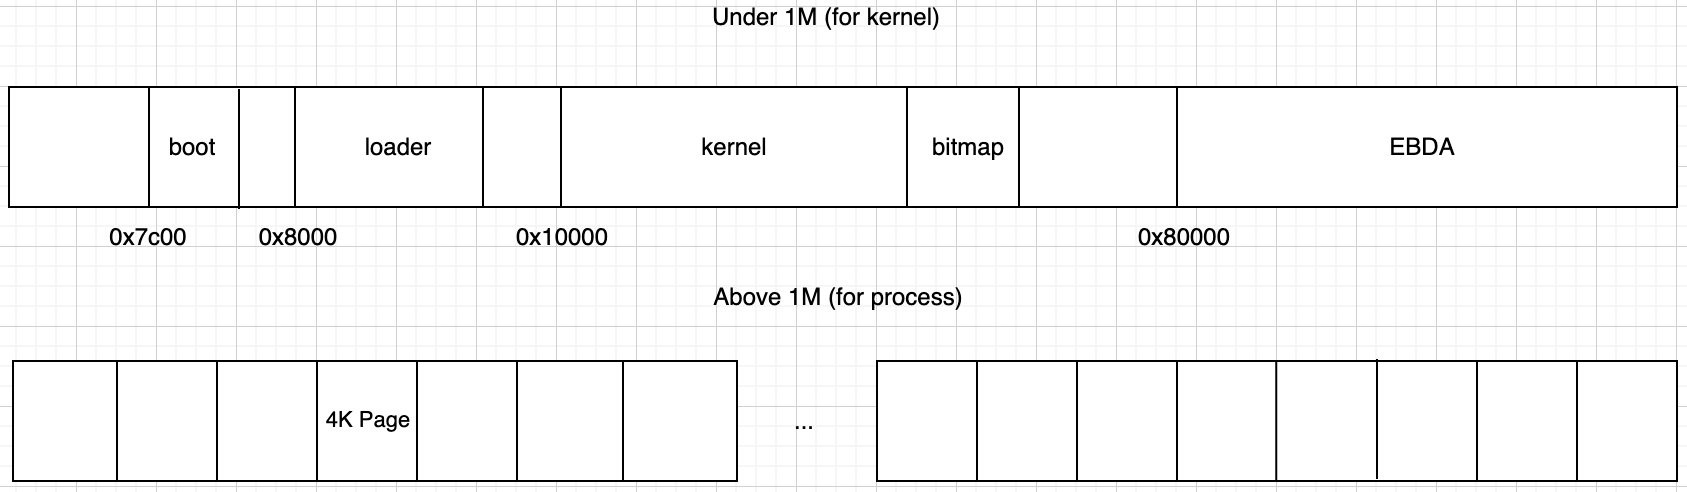 Under 1M (for kernel)
boot loader kernel bitmap EBDA
0x7c00 0x8000 0x10000 0x80000
Above 1M (for process)
4K Page ...